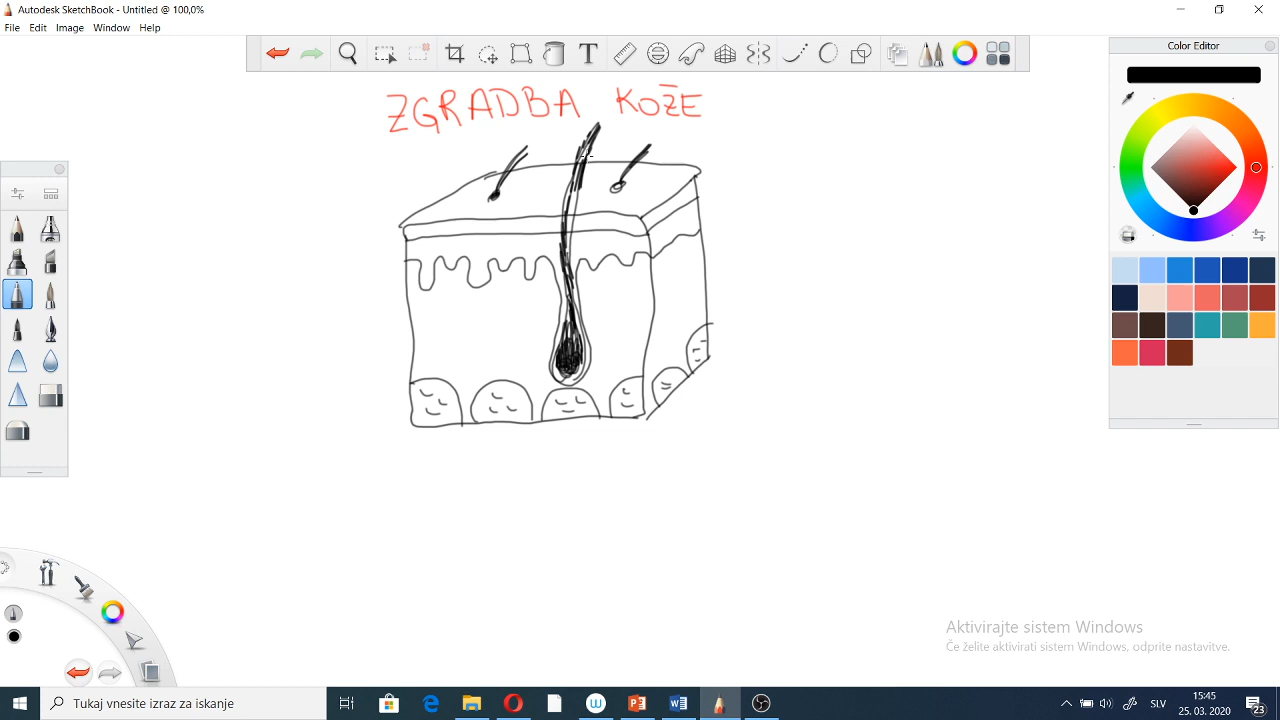 Autodesk SketchBook - Untitled @ 100,0%
File Edit Image Window Help
Color Editor
ZGRADBA KOŽE
Aktivirajte sistem Windows
Če želite aktivirati sistem Windows, odprite nastavitve.
Tukaj vnesite izraz za iskanje
SLV
15:45
25. 03. 2020
23